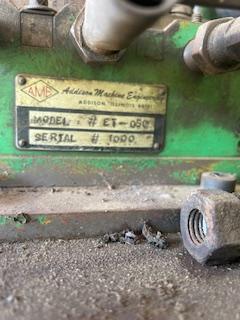 AME Addison Machine Engineering
ADDISON, ILLINOIS 60101
MODEL # ET-050
SERIAL # 1000